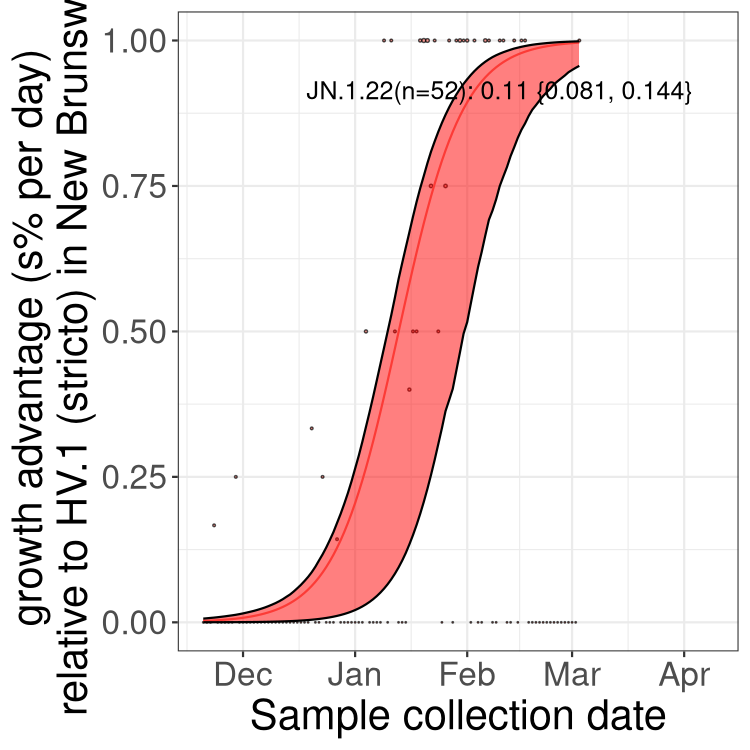 growth advantage (s% per day)
relative to HV.1 (stricto) in New Brunsw
1.00
0.75
0.50
0.25
0.00
JN.1.22(n=52): 0.11 {0.081, 0.144}
Dec Jan Feb Mar Apr
Sample collection date